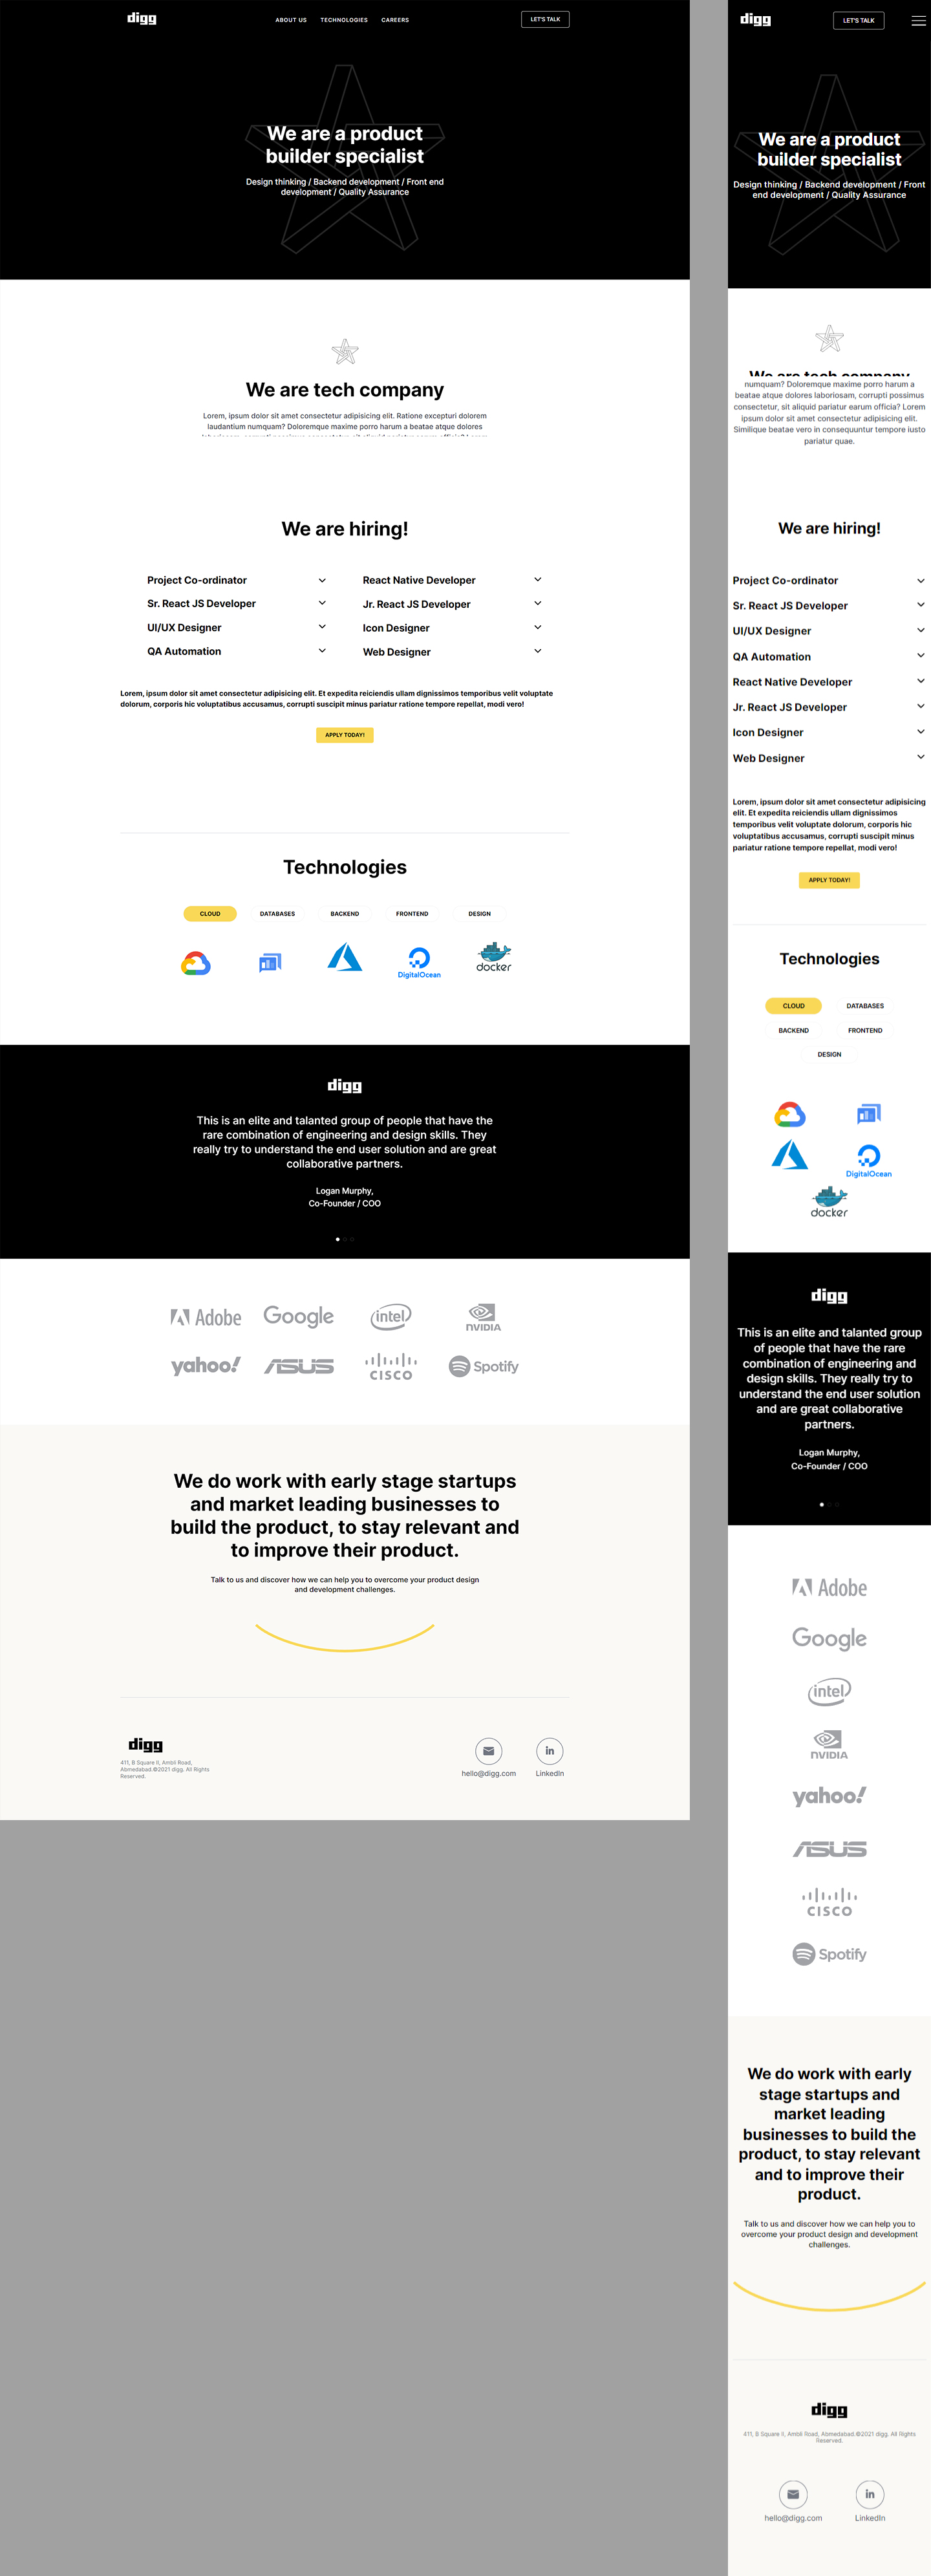 digg
ABOUT US TECHNOLOGIES CAREERS
LET'S TALK
We are a product
builder specialist
Design thinking / Backend development / Front end
development / Quality Assurance
We are tech company
Lorem, ipsum dolor sit amet consectetur adipisicing elit. Ratione excepturi dolorem
laudantium numquam? Doloremque maxime porro harum a beatae atque dolores
We are hiring!
Project Co-ordinator
Sr. React JS Developer
UI/UX Designer
QA Automation
React Native Developer
Jr. React JS Developer
Icon Designer
Web Designer
Lorem, ipsum dolor sit amet consectetur adipisicing elit. Et expedita reiciendis ullam dignissimos temporibus velit voluptate
dolorum, corporis hic voluptatibus accusamus, corrupti suscipit minus pariatur ratione tempore repellat, modi vero!
APPLY TODAY!
Technologies
CLOUD DATABASES BACKEND FRONTEND DESIGN
DigitalOcean
docker
digg
This is an elite and talanted group of people that have the
rare combination of engineering and design skills. They
really try to understand the end user solution and are great
collaborative partners.
Logan Murphy,
Co-Founder / COO
Adobe Google intel NVIDIA
yahoo! ASUS CISCO Spotify
We do work with early stage startups
and market leading businesses to
build the product, to stay relevant and
to improve their product.
Talk to us and discover how we can help you to overcome your product design
and development challenges.
digg
411, B Square II, Ambli Road,
Abmedabad.©2021 digg. All Rights
Reserved.
hello@digg.com
in
LinkedIn
digg
LET'S TALK
We are a product
builder specialist
Design thinking / Backend development / Front
end development / Quality Assurance
We are tech company
numquam? Doloremque maxime porro harum a
beatae atque dolores laboriosam, corrupti possimus
consectetur, sit aliquid pariatur earum officia? Lorem
ipsum dolor sit amet consectetur adipisicing elit.
Similique beatae vero in consequuntur tempore iusto
pariatur quae.
We are hiring!
Project Co-ordinator
Sr. React JS Developer
UI/UX Designer
QA Automation
React Native Developer
Jr. React JS Developer
Icon Designer
Web Designer
Lorem, ipsum dolor sit amet consectetur adipisicing
elit. Et expedita reiciendis ullam dignissimos
temporibus velit voluptate dolorum, corporis hic
voluptatibus accusamus, corrupti suscipit minus
pariatur ratione tempore repellat, modi vero!
APPLY TODAY!
Technologies
CLOUD DATABASES
BACKEND FRONTEND
DESIGN
DigitalOcean
docker
digg
This is an elite and talanted group
of people that have the rare
combination of engineering and
design skills. They really try to
understand the end user solution
and are great collaborative
partners.
Logan Murphy,
Co-Founder / COO
Adobe
Google
intel
NVIDIA
yahoo!
ASUS
CISCO
Spotify
We do work with early
stage startups and
market leading
businesses to build the
product, to stay relevant
and to improve their
product.
Talk to us and discover how we can help you to
overcome your product design and development
challenges.
digg
411, B Square II, Ambli Road, Abmedabad.©2021 digg. All Rights
Reserved.
hello@digg.com
in
LinkedIn